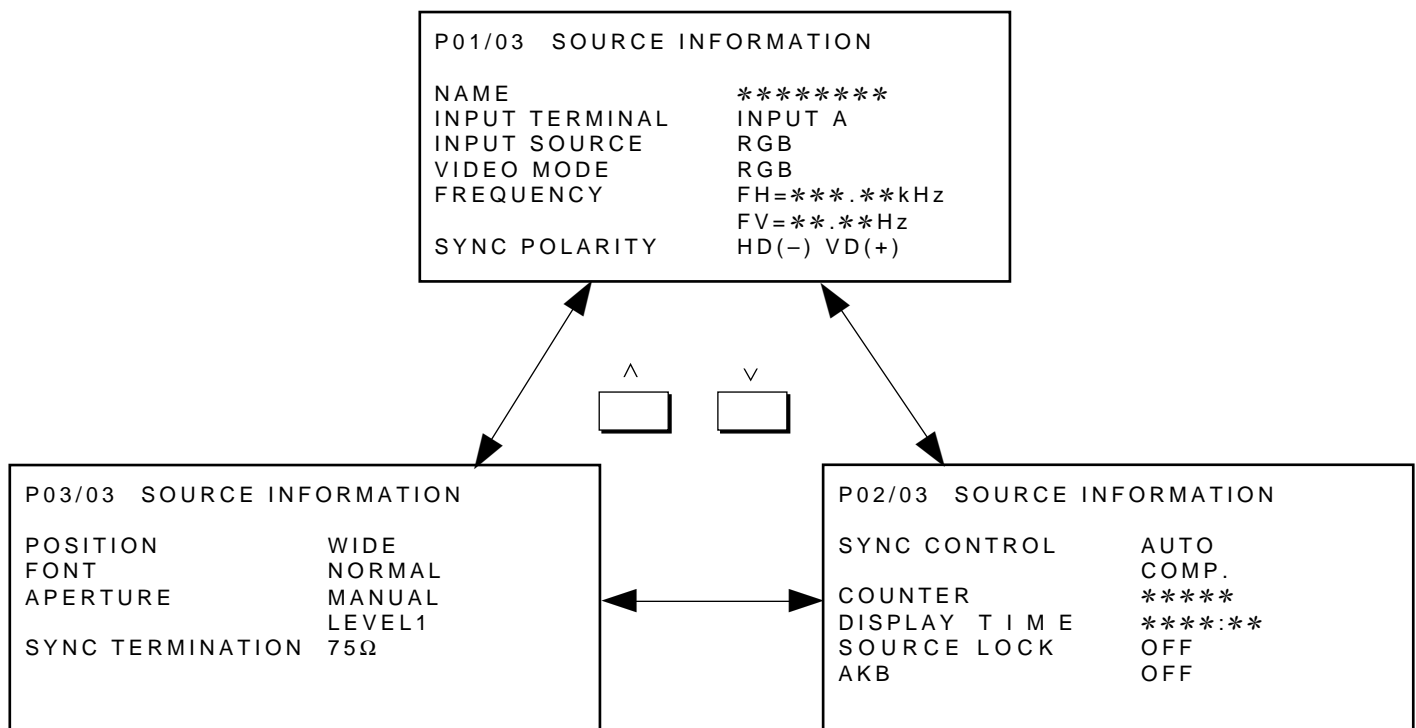 P01/03 SOURCE INFORMATION
NAME ********
INPUT TERMINAL INPUT A
INPUT SOURCE RGB
VIDEO MODE RGB
FREQUENCY FH=***.**kHz
FV=**.**Hz
SYNC POLARITY HD(–) VD(+)
P03/03 SOURCE INFORMATION
POSITION WIDE
FONT NORMAL
APERTURE MANUAL
LEVEL1
SYNC TERMINATION 75Ω
P02/03 SOURCE INFORMATION
SYNC CONTROL AUTO
COMP.
COUNTER *****
DISPLAY TIME ****:**
SOURCE LOCK OFF
AKB OFF